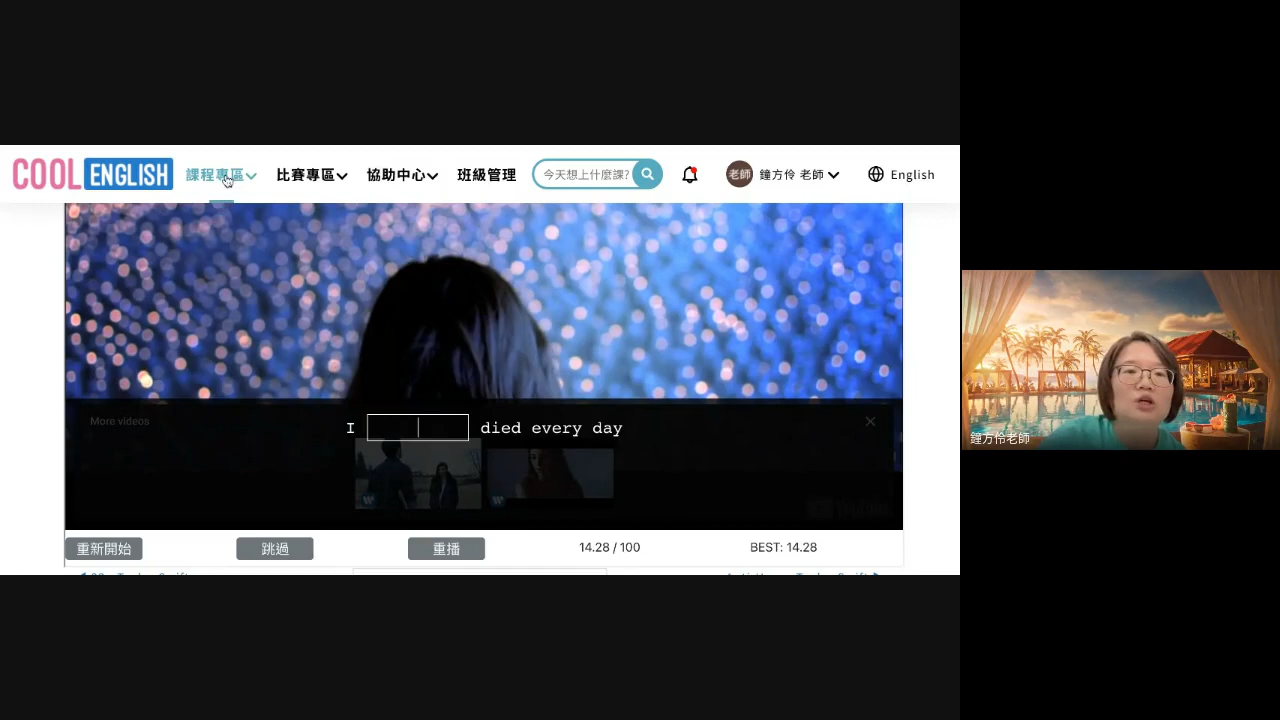 COOL ENGLISH 課程專區 比賽專區 協助中心 班級管理 今天想上什麼課? 老師 鐘方伶 老師 English
More videos
I died every day
鐘方伶老師
重新開始 跳過 重播 14.28 / 100 BEST: 14.28